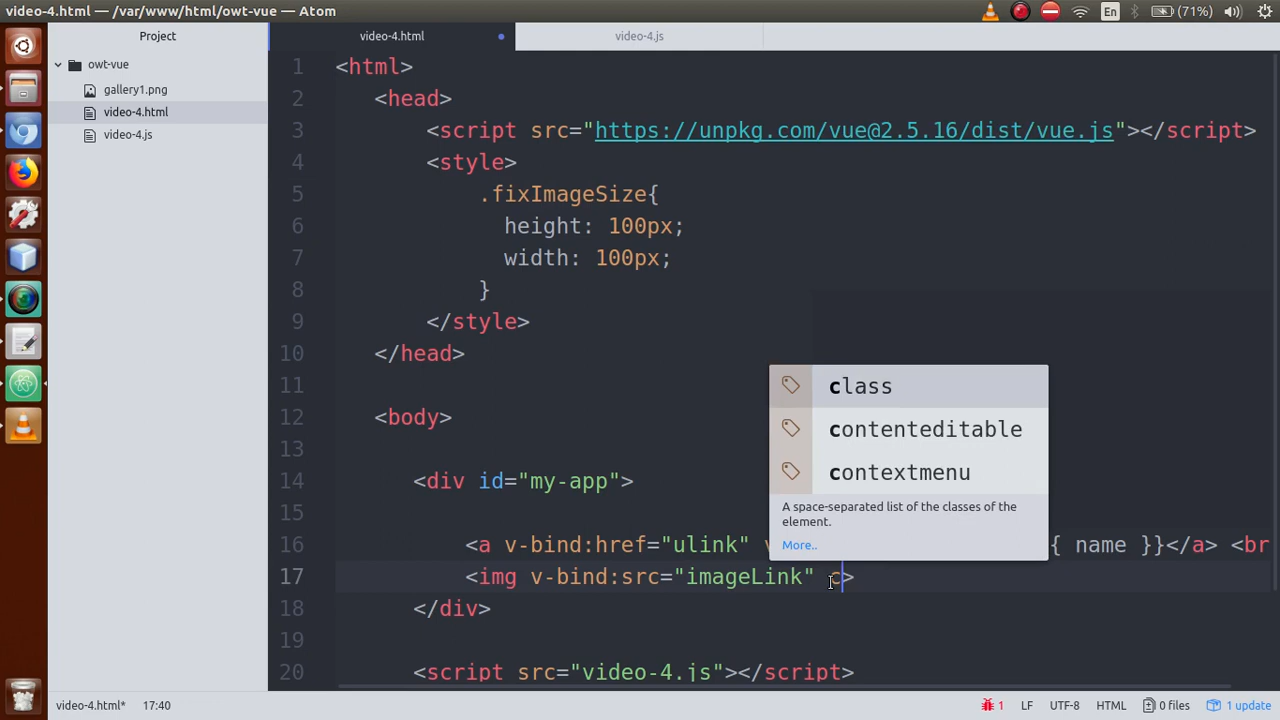 video-4.html — /var/www/html/owt-vue — Atom
En
(71%)
Project
video-4.html
video-4.js
owt-vue
gallery1.png
video-4.html
video-4.js
1 <html>
2 <head>
3 <script src="https://unpkg.com/vue@2.5.16/dist/vue.js"></script>
4 <style>
5 .fixImageSize{
6 height: 100px;
7 width: 100px;
8 }
9 </style>
10 </head>
11
12 <body>
13
14 <div id="my-app">
15
16 <a v-bind:href="ulink" v { name }}</a> <br
17 <img v-bind:src="imageLink" c>
18 </div>
19
20 <script src="video-4.js"></script>
class
contenteditable
contextmenu
A space-separated list of the classes of the
element.
More..
video-4.html* 17:40
1 LF UTF-8 HTML 0 files 1 update